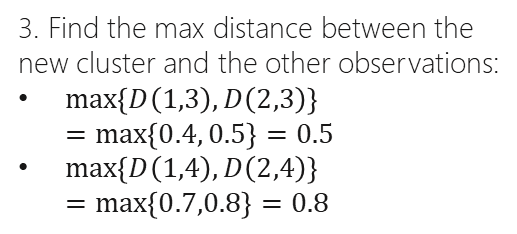 3. Find the max distance between the
new cluster and the other observations:
• max{D(1,3), D(2,3)}
= max{0.4, 0.5} = 0.5
• max{D(1,4), D(2,4)}
= max{0.7,0.8} = 0.8